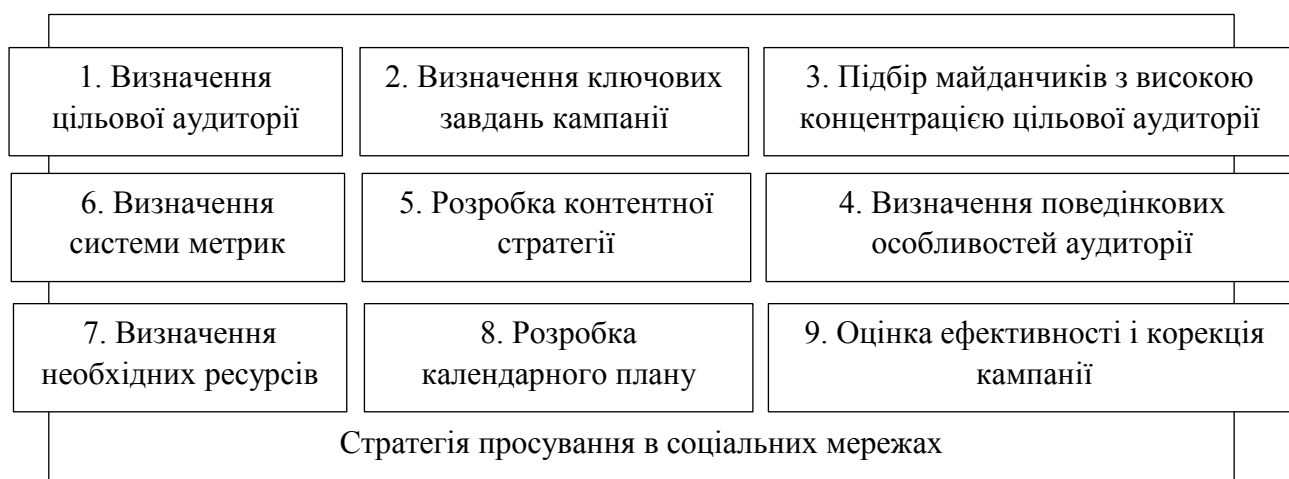 1. Визначення
цільової аудиторії
2. Визначення ключових
завдань кампанії
3. Підбір майданчиків з високою
концентрацією цільової аудиторії
6. Визначення
системи метрик
5. Розробка контентної
стратегії
4. Визначення поведінкових
особливостей аудиторії
7. Визначення
необхідних ресурсів
8. Розробка
календарного плану
9. Оцінка ефективності і корекція
кампанії
Стратегія просування в соціальних мережах